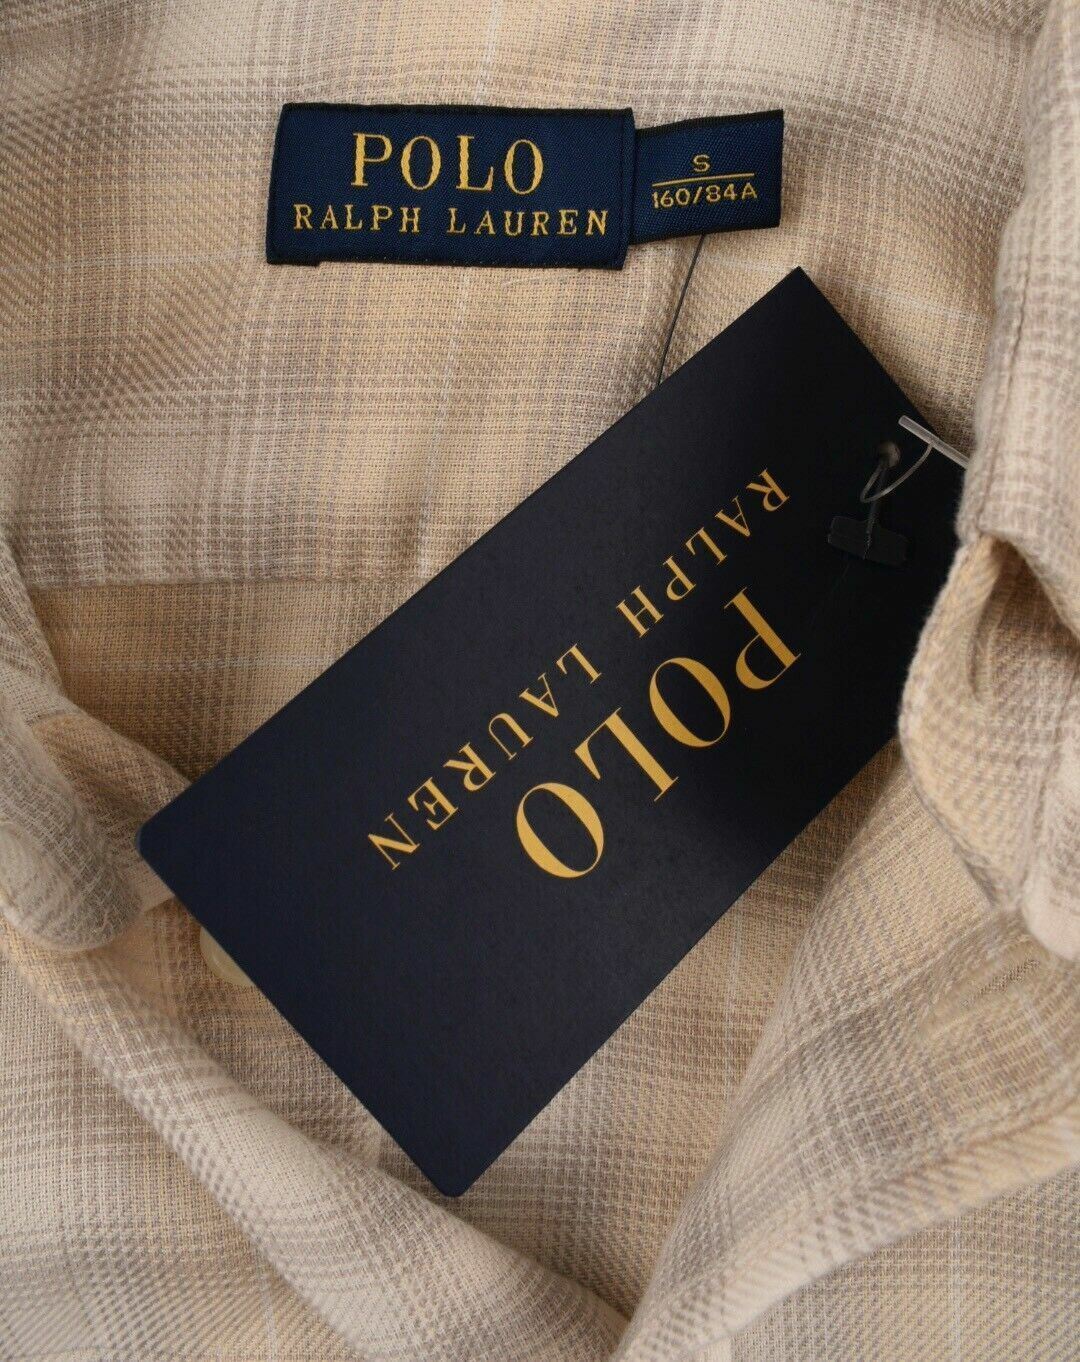 POLO
RALPH LAUREN
S
160/84A
POLO
RALPH LAUREN